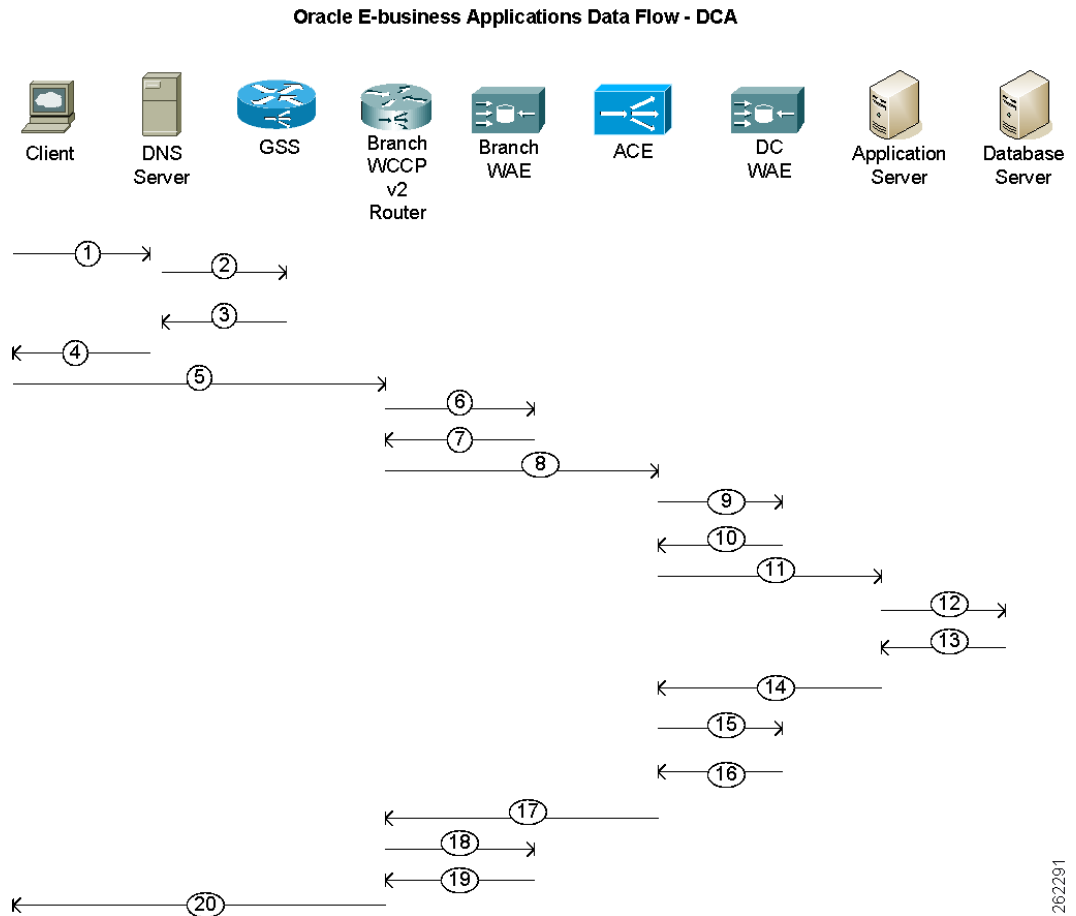 Oracle E-business Applications Data Flow - DCA
Client
DNS
Server
GSS
Branch
WCCP
v2
Router
Branch
WAE
ACE
DC
WAE
Application
Server
Database
Server
1
2
3
4
5
6
7
8
9
10
11
12
13
14
15
16
17
18
19
20
262291